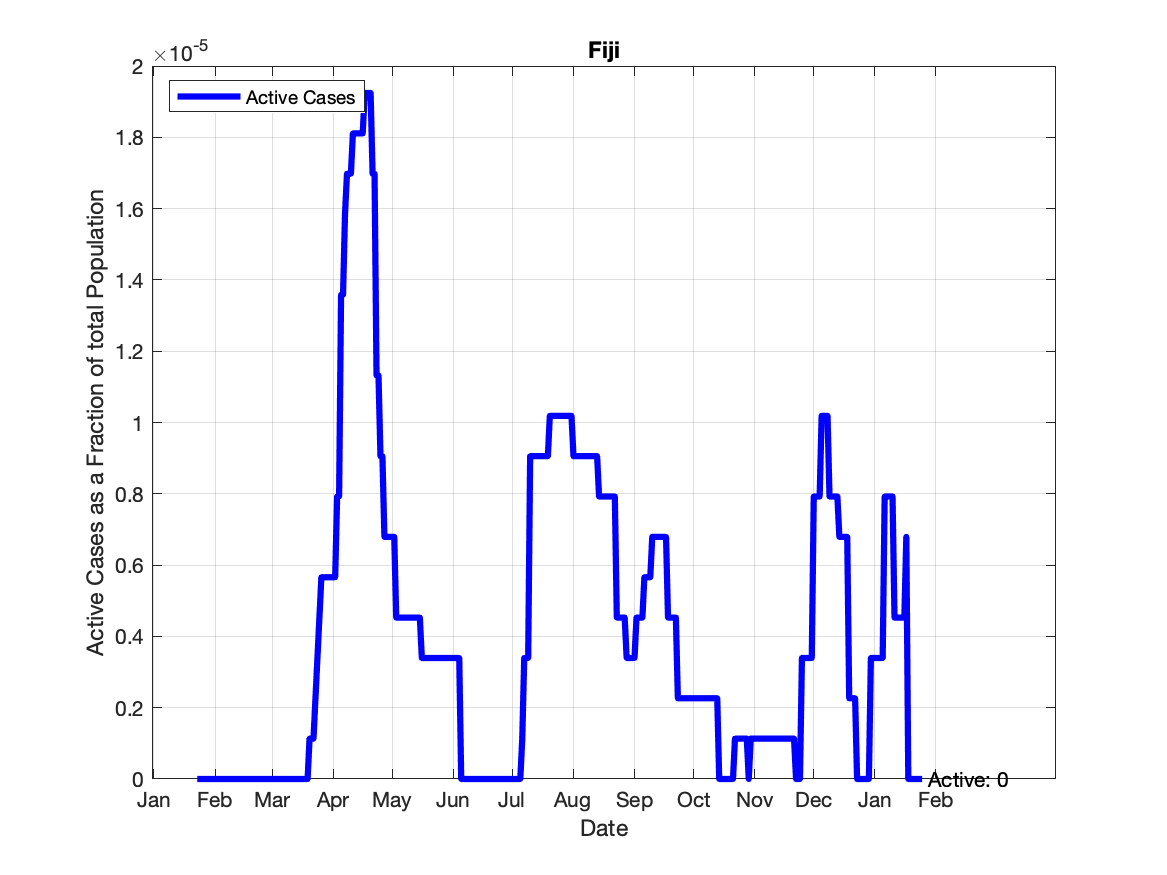 Fiji
×10-5
Active Cases
2
1.8
1.6
1.4
1.2
1
0.8
0.6
0.4
0.2
0
Active Cases as a Fraction of total Population
Active: 0
Jan Feb Mar Apr May Jun Jul Aug Sep Oct Nov Dec Jan Feb
Date